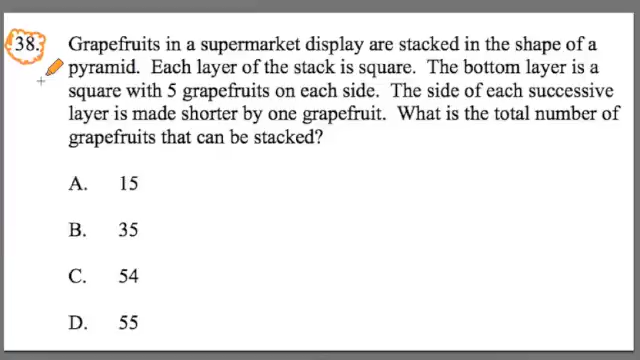 38. Grapefruits in a supermarket display are stacked in the shape of a
pyramid. Each layer of the stack is square. The bottom layer is a
square with 5 grapefruits on each side. The side of each successive
layer is made shorter by one grapefruit. What is the total number of
grapefruits that can be stacked?
A. 15
B. 35
C. 54
D. 55